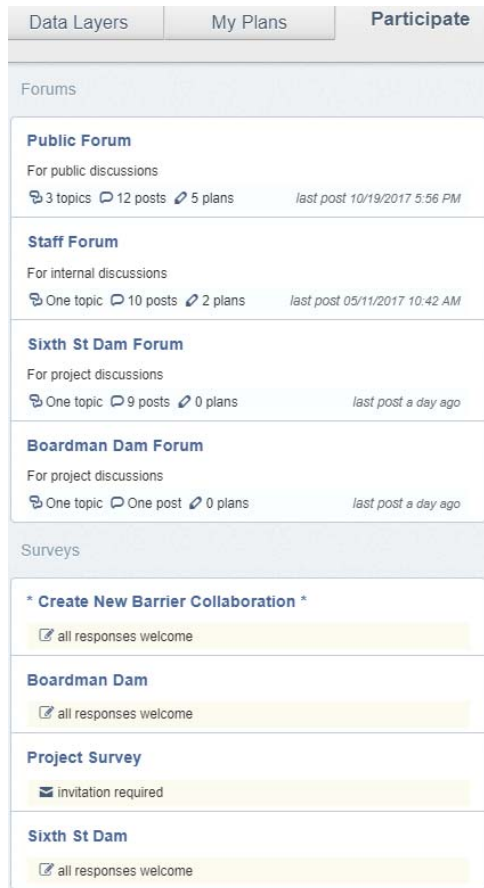 Data Layers My Plans Participate
Forums
Public Forum
For public discussions
3 topics 12 posts 5 plans last post 10/19/2017 5:56 PM
Staff Forum
For internal discussions
One topic 10 posts 2 plans last post 05/11/2017 10:42 AM
Sixth St Dam Forum
For project discussions
One topic 9 posts 0 plans last post a day ago
Boardman Dam Forum
For project discussions
One topic One post 0 plans last post a day ago
Surveys
* Create New Barrier Collaboration *
all responses welcome
Boardman Dam
all responses welcome
Project Survey
invitation required
Sixth St Dam
all responses welcome